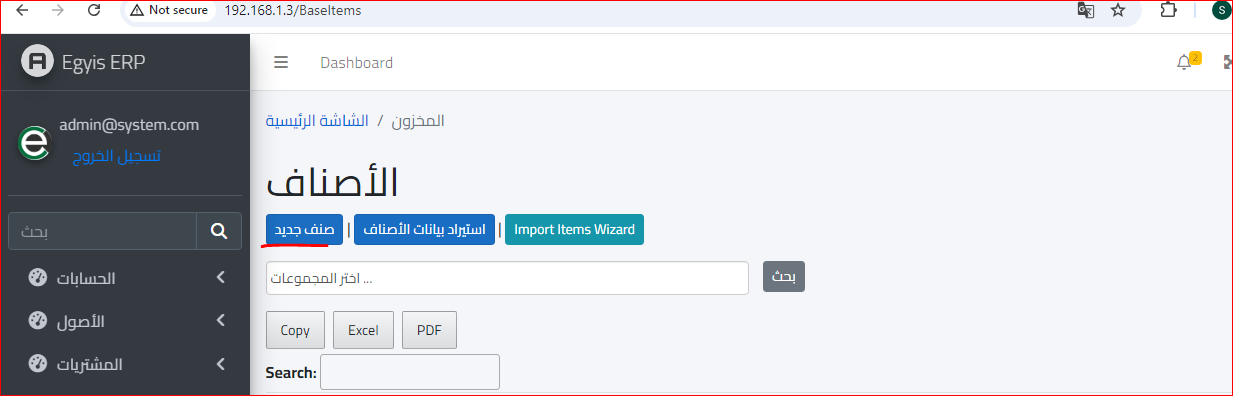 Not secure 192.168.1.3/BaseItems
S
Egyis ERP
Dashboard
2
admin@system.com
تسجيل الخروج
بحث
الحسابات
الأصول
المشتريات
الشاشة الرئيسية / المخزون
الأصناف
صنف جديد | استيراد بيانات الأصناف | Import Items Wizard
اختر المجموعات ...
بحث
Copy Excel PDF
Search: